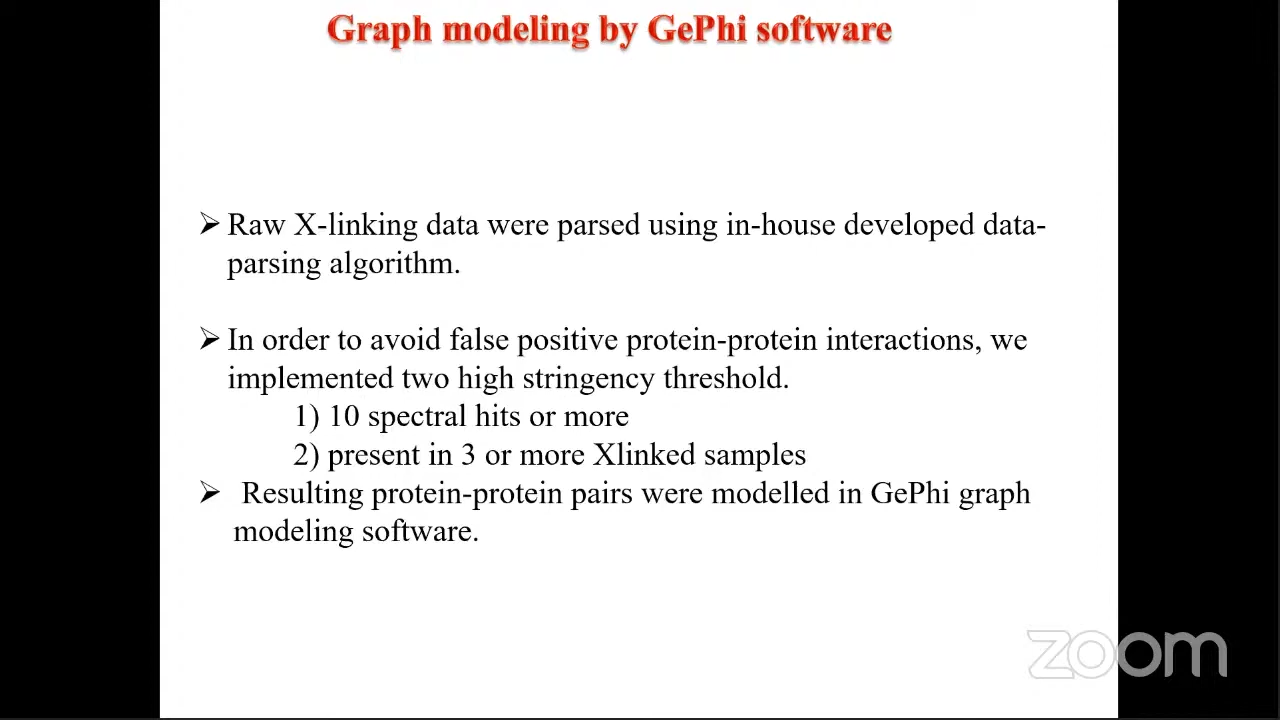 Graph modeling by GePhi software
➢ Raw X-linking data were parsed using in-house developed data-
parsing algorithm.
➢ In order to avoid false positive protein-protein interactions, we
implemented two high stringency threshold.
1) 10 spectral hits or more
2) present in 3 or more Xlinked samples
➢ Resulting protein-protein pairs were modelled in GePhi graph
modeling software.
zoom